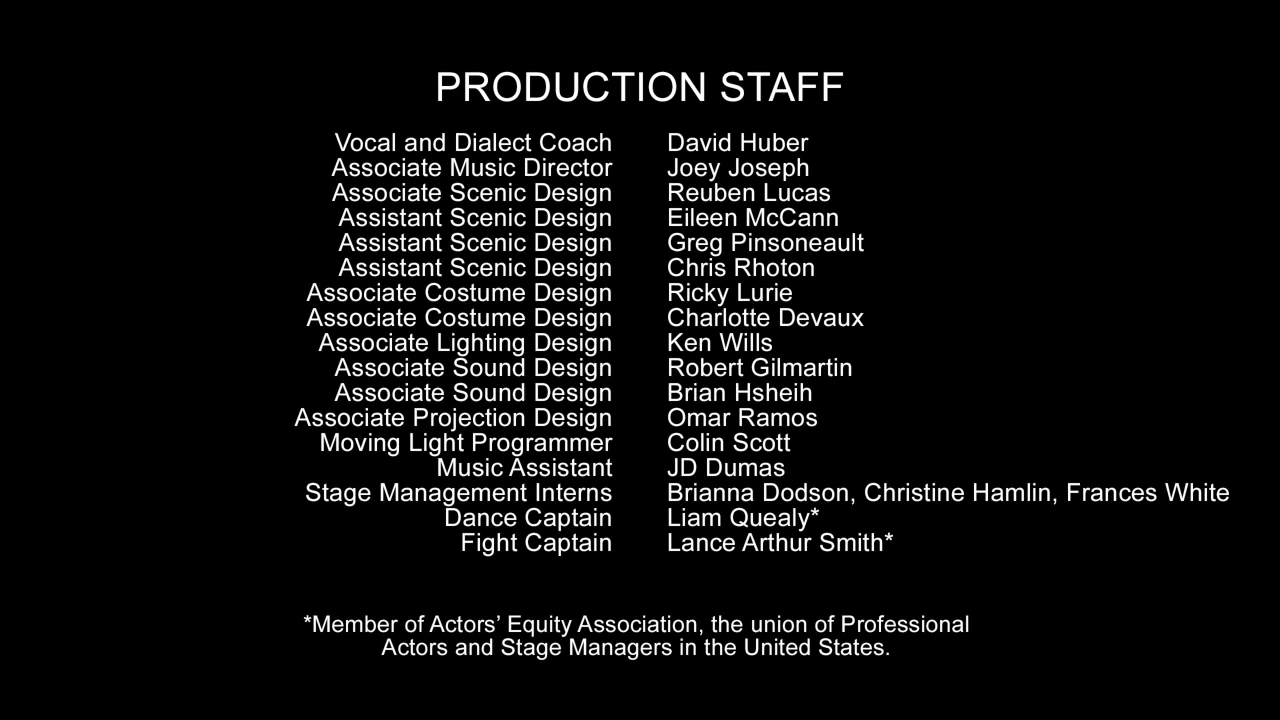 PRODUCTION STAFF
Vocal and Dialect Coach David Huber
Associate Music Director Joey Joseph
Associate Scenic Design Reuben Lucas
Assistant Scenic Design Eileen McCann
Assistant Scenic Design Greg Pinsoneault
Assistant Scenic Design Chris Rhoton
Associate Costume Design Ricky Lurie
Associate Costume Design Charlotte Devaux
Associate Lighting Design Ken Wills
Associate Sound Design Robert Gilmartin
Associate Sound Design Brian Hsheih
Associate Projection Design Omar Ramos
Moving Light Programmer Colin Scott
Music Assistant JD Dumas
Stage Management Interns Brianna Dodson, Christine Hamlin, Frances White
Dance Captain Liam Quealy*
Fight Captain Lance Arthur Smith*
*Member of Actors’ Equity Association, the union of Professional
Actors and Stage Managers in the United States.